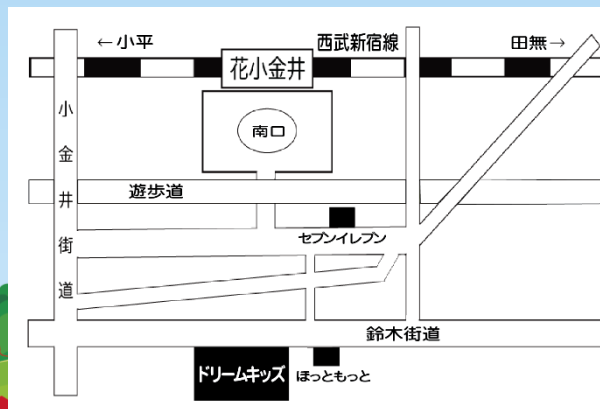 ←小平
西武新宿線
田無→
花小金井
小金井街道
南口
遊歩道
セブンイレブン
鈴木街道
ドリームキッズ
ほっともっと